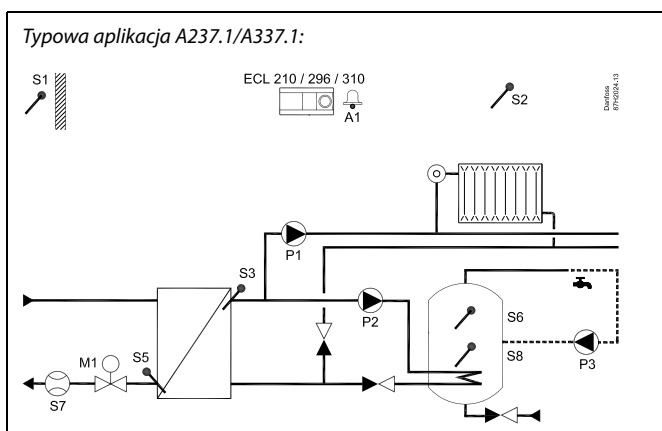 Typowa aplikacja A237.1/A337.1:
S1
ECL 210 / 296 / 310
A1
S2
Danfoss
87H2024.13
P1
S3
P2
S6
S8
P3
M1
S5
S7